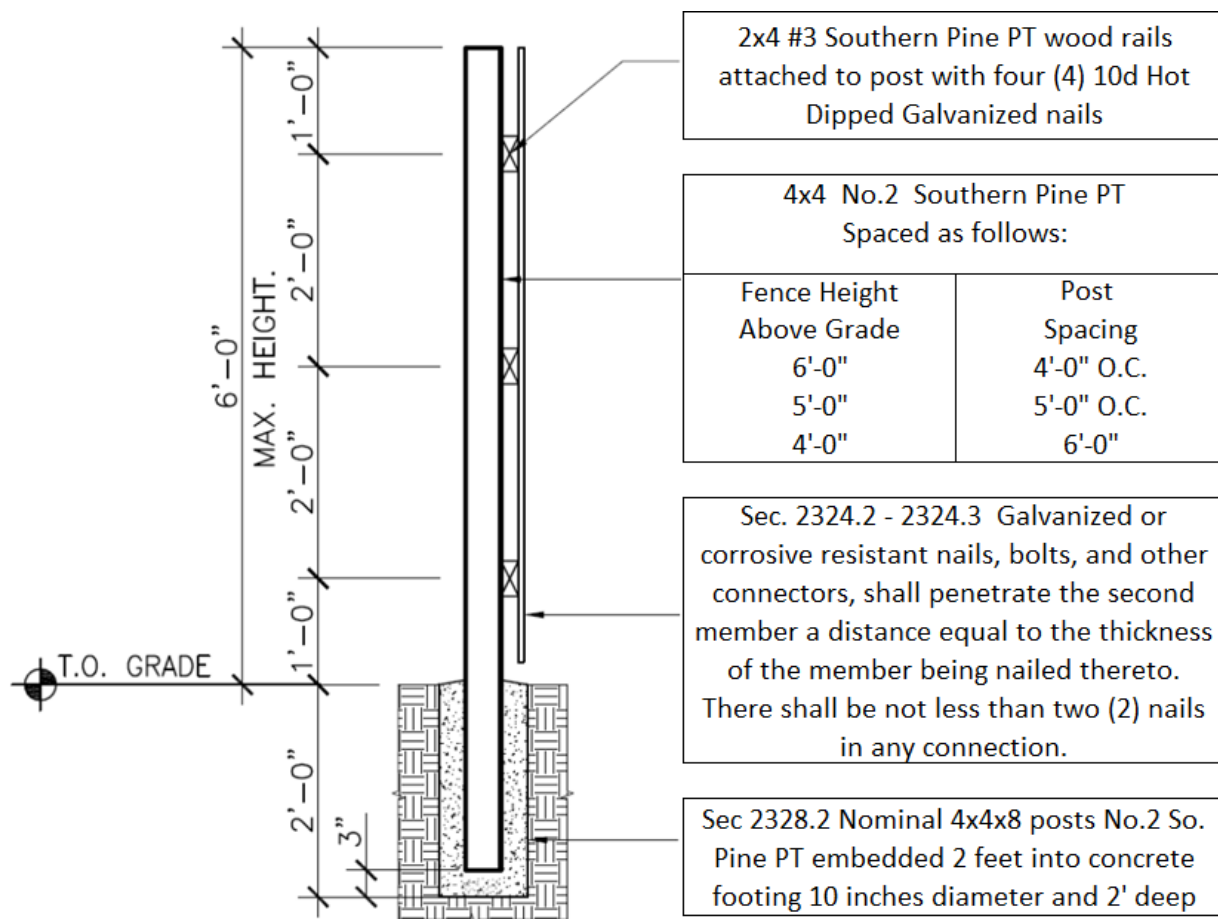 6'-0"
MAX. HEIGHT.
1'-0"
2'-0"
2'-0"
1'-0"
T.O. GRADE
2'-0"
3"
2x4 #3 Southern Pine PT wood rails
attached to post with four (4) 10d Hot
Dipped Galvanized nails
4x4 No.2 Southern Pine PT
Spaced as follows:
Fence Height Post
Above Grade Spacing
6'-0" 4'-0" O.C.
5'-0" 5'-0" O.C.
4'-0" 6'-0"
Sec. 2324.2 - 2324.3 Galvanized or
corrosive resistant nails, bolts, and other
connectors, shall penetrate the second
member a distance equal to the thickness
of the member being nailed thereto.
There shall be not less than two (2) nails
in any connection.
Sec 2328.2 Nominal 4x4x8 posts No.2 So.
Pine PT embedded 2 feet into concrete
footing 10 inches diameter and 2' deep